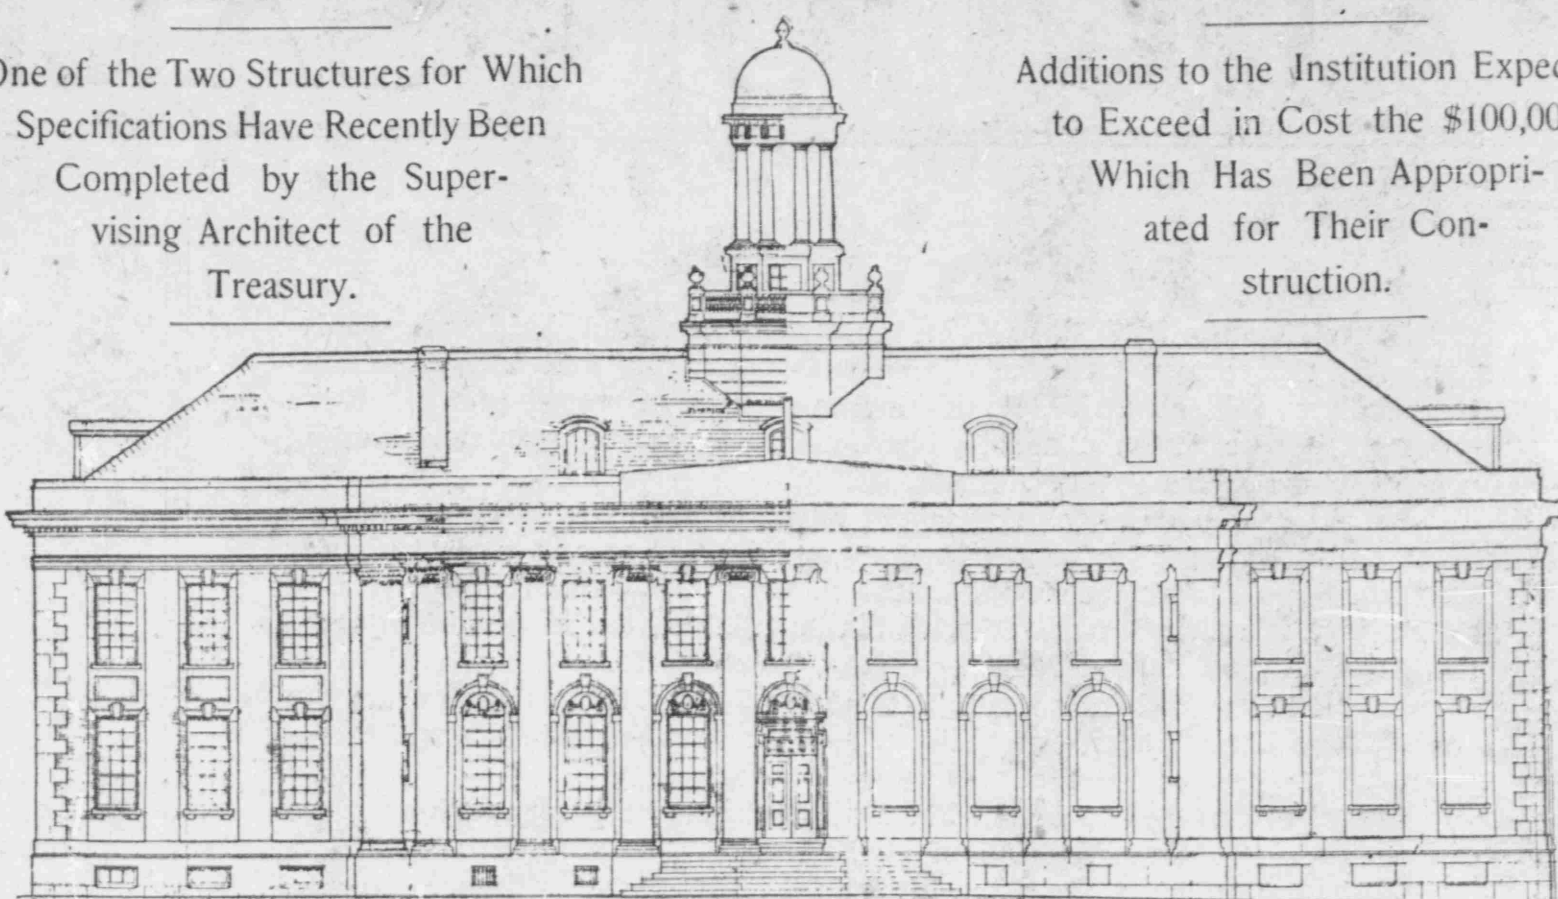 One of the Two Structures for Which
Specifications Have Recently Been
Completed by the Super-
vising Architect of the
Treasury.
Additions to the Institution Expec
to Exceed in Cost the $100,00
Which Has Been Appropri-
ated for Their Con-
struction.